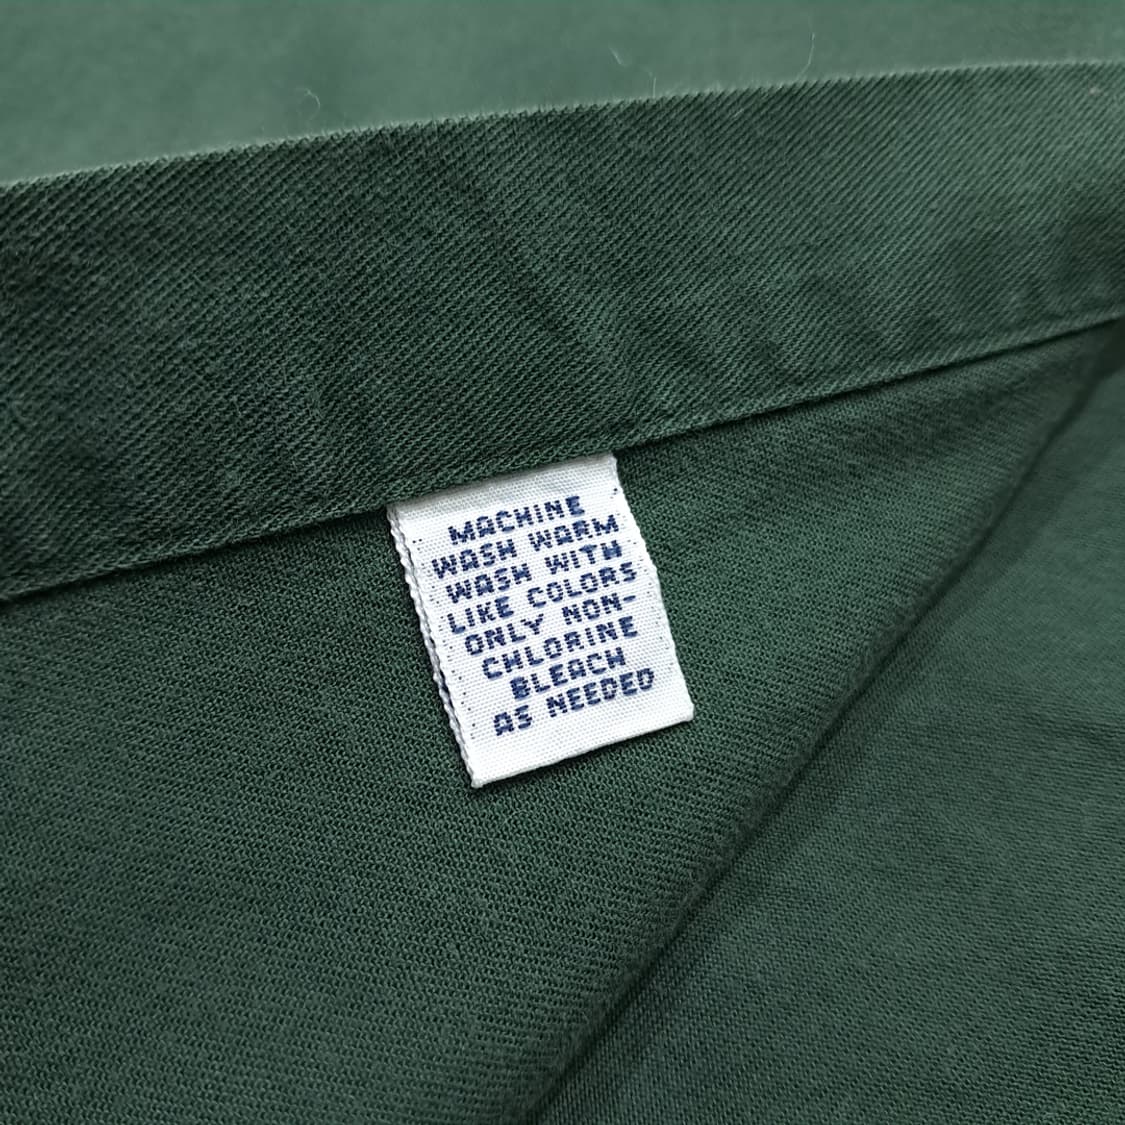 MACHINE
WASH WARM
WASH WITH
LIKE COLORS
ONLY NON-
CHLORINE
BLEACH
AS NEEDED